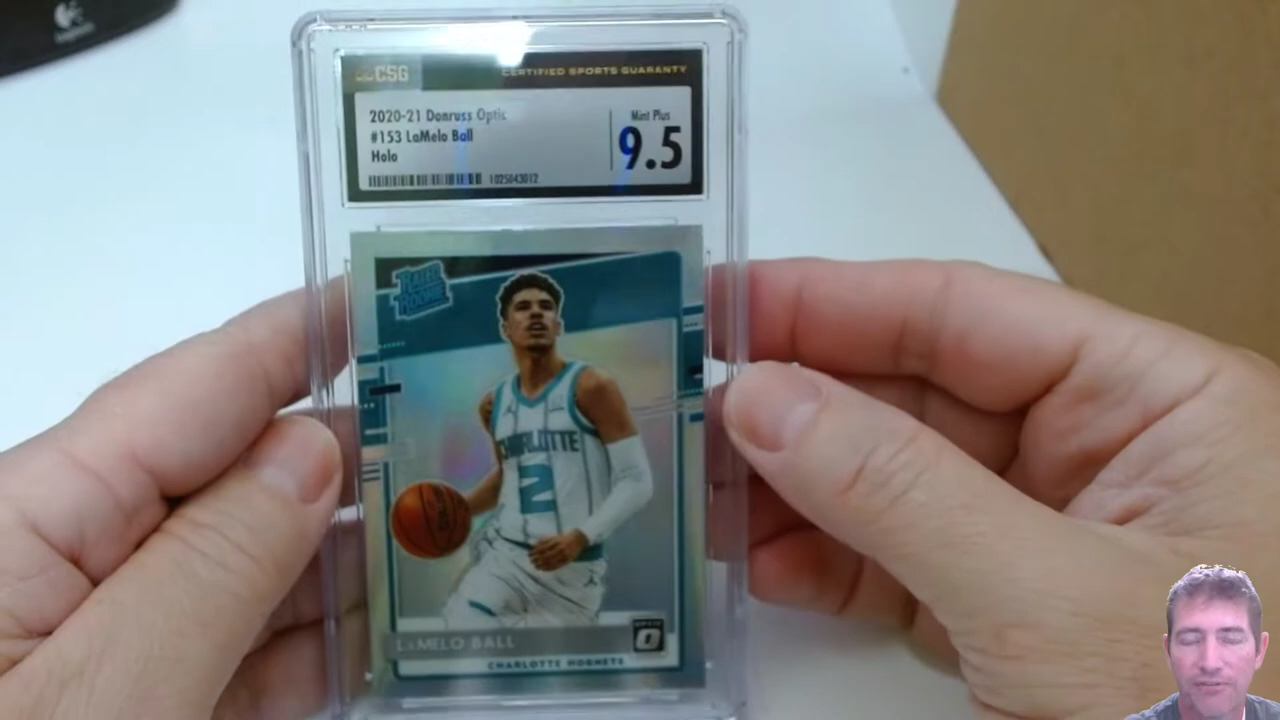 CSG
CERTIFIED SPORTS GUARANTY
2020-21 Donruss Optic
#153 LaMelo Ball
Holo
Mint Plus
9.5
1025043012
RATED
ROOKIE
CHARLOTTE
2
LAMELO BALL
OPTIC
CHARLOTTE HORNETS